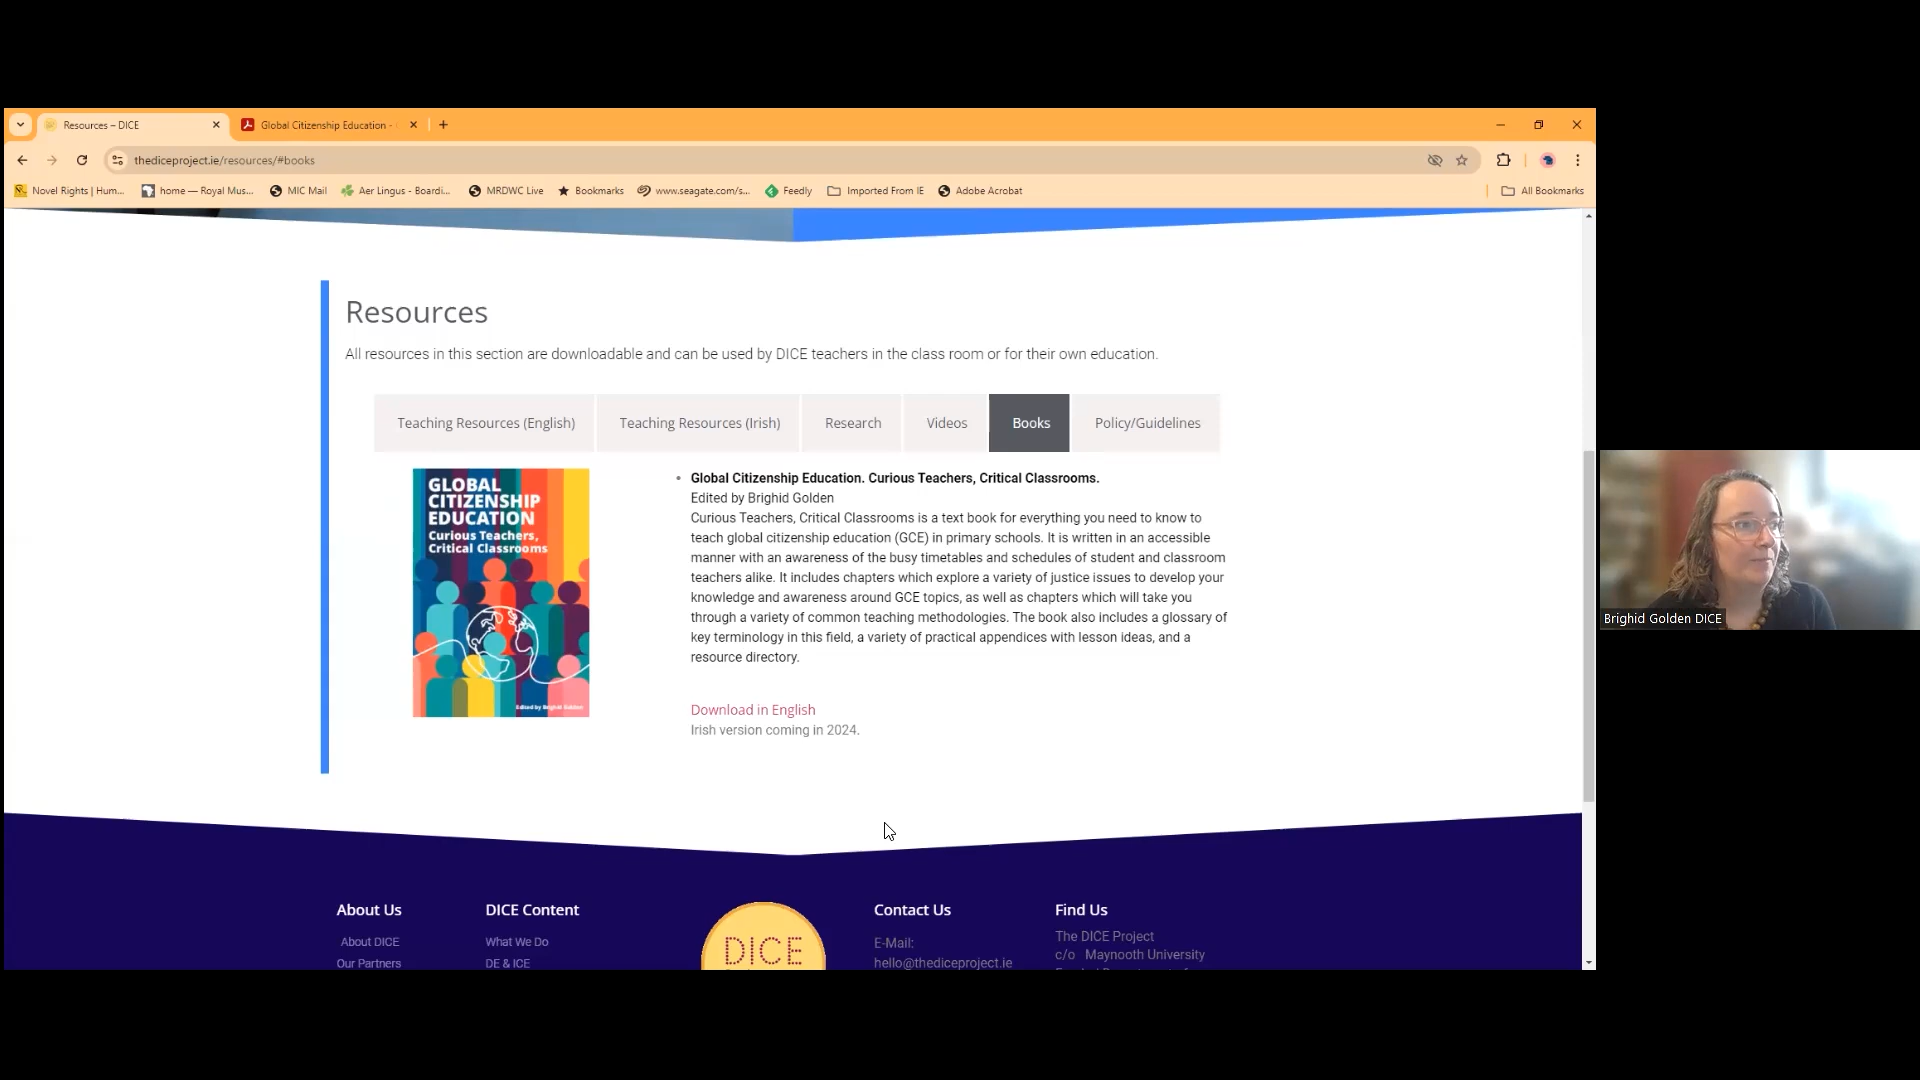 Resources – DICE
Global Citizenship Education -
thediceproject.ie/resources/#books
Novel Rights | Hum...
home — Royal Mus...
MIC Mail
Aer Lingus - Boardi...
MRDWC Live
Bookmarks
www.seagate.com/s...
Feedly
Imported From IE
Adobe Acrobat
All Bookmarks
Resources
All resources in this section are downloadable and can be used by DICE teachers in the class room or for their own education.
Teaching Resources (English)
Teaching Resources (Irish)
Research
Videos
Books
Policy/Guidelines
GLOBAL
CITIZENSHIP
EDUCATION
Curious Teachers,
Critical Classrooms
Edited by Brighid Golden
Global Citizenship Education. Curious Teachers, Critical Classrooms.
Edited by Brighid Golden
Curious Teachers, Critical Classrooms is a text book for everything you need to know to
teach global citizenship education (GCE) in primary schools. It is written in an accessible
manner with an awareness of the busy timetables and schedules of student and classroom
teachers alike. It includes chapters which explore a variety of justice issues to develop your
knowledge and awareness around GCE topics, as well as chapters which will take you
through a variety of common teaching methodologies. The book also includes a glossary of
key terminology in this field, a variety of practical appendices with lesson ideas, and a
resource directory.
Download in English
Irish version coming in 2024.
Brighid Golden DICE
About Us
About DICE
Our Partners
DICE Content
What We Do
DE & ICE
DICE
Contact Us
E-Mail:
hello@thediceproject.ie
Find Us
The DICE Project
c/o Maynooth University